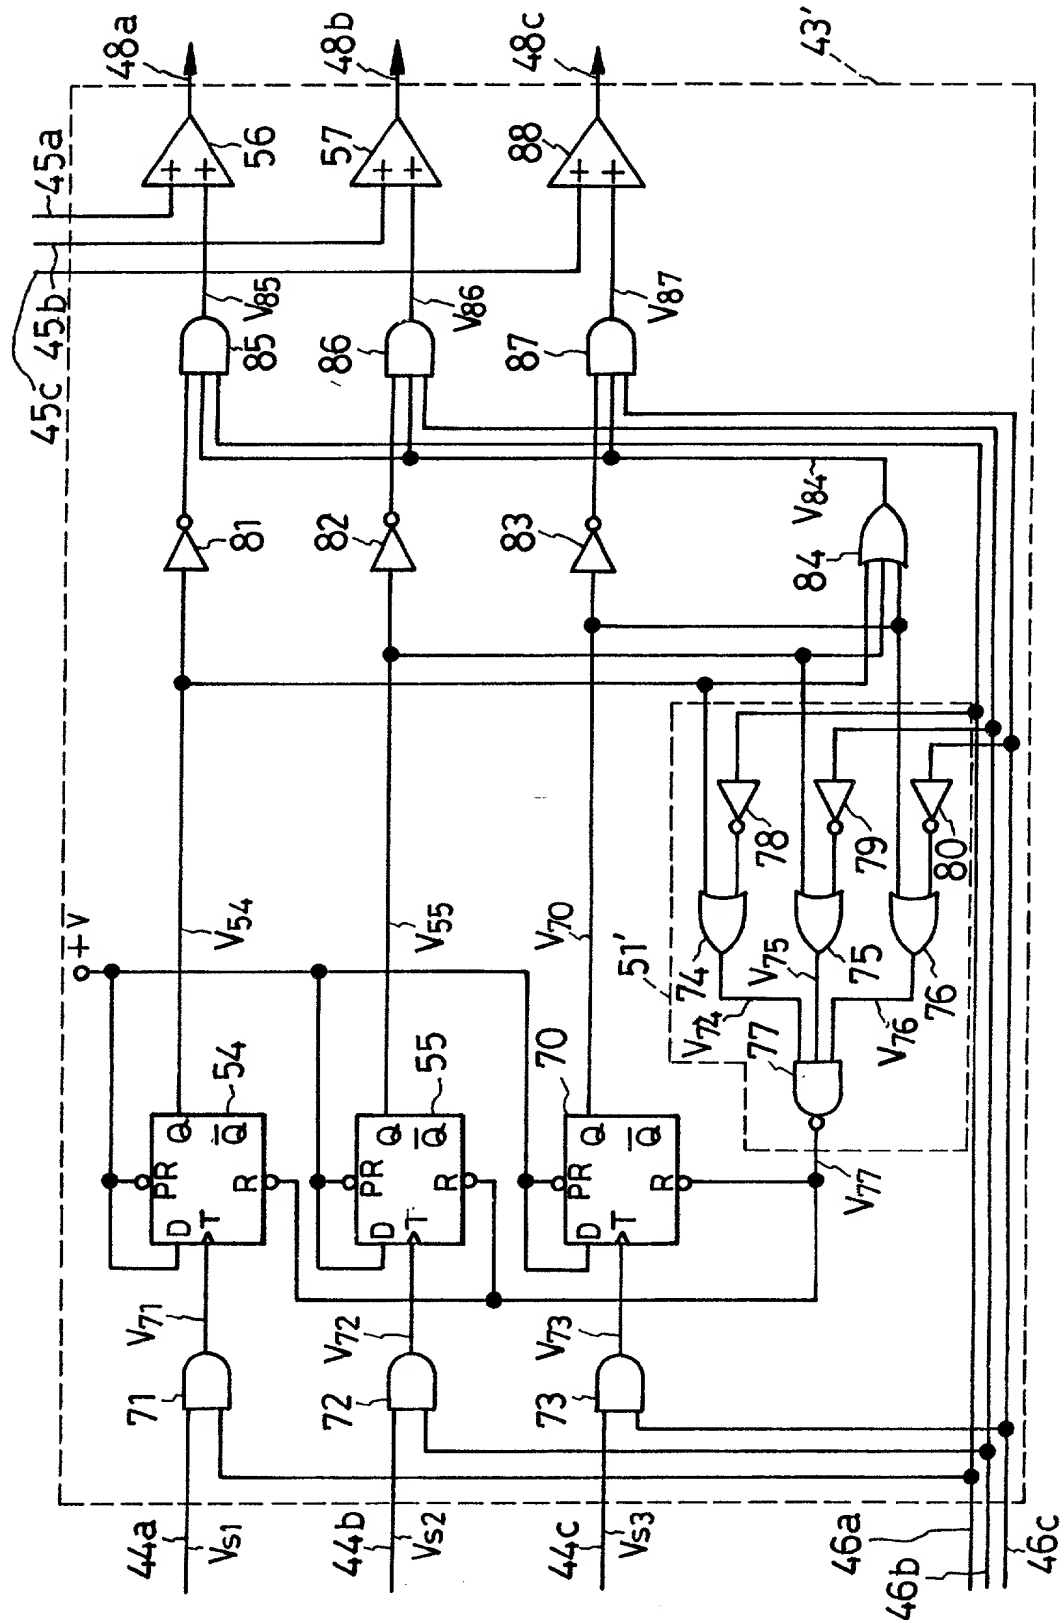 48a
48b
48c
43'
45a
45b
45c
+
+
56
+
+
57
+
+
88
V85
V86
V87
85
86
87
81
82
83
V84
84
+V
V54
V55
V70
51'
74
V74
V75
75
76
V76
77
78
79
80
V77
D
PR
Q
T
R
Q̅
54
D
PR
Q
T
R
Q̅
55
D
PR
Q
T
R
Q̅
70
V71
V72
V73
71
72
73
44a
Vs1
44b
Vs2
44c
Vs3
46a
46b
46c